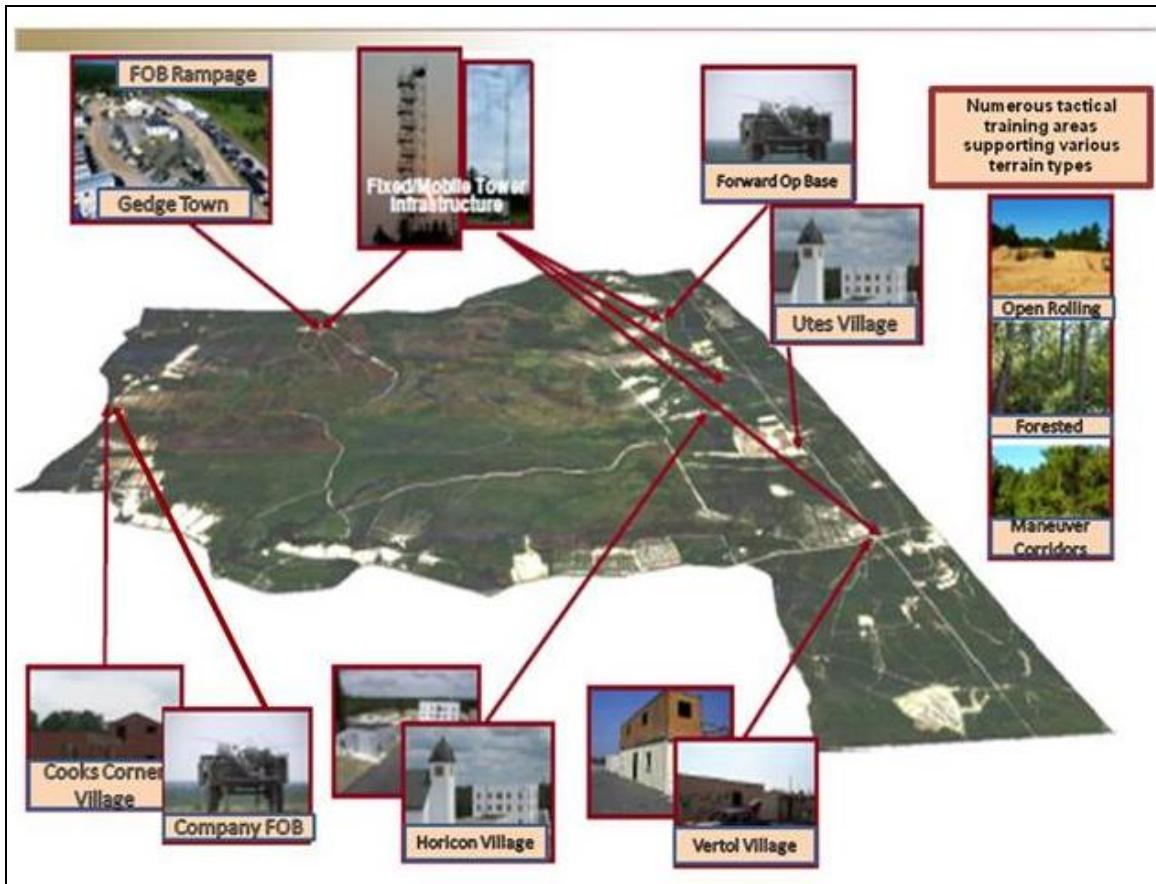 FOB Rampage
Gedge Town
Fixed/Mobile Tower
Infrastructure
Forward Op Base
Utes Village
Numerous tactical
training areas
supporting various
terrain types
Open Rolling
Forested
Maneuver
Corridors
Cooks Corner
Village
Company FOB
Horicon Village
Vertol Village